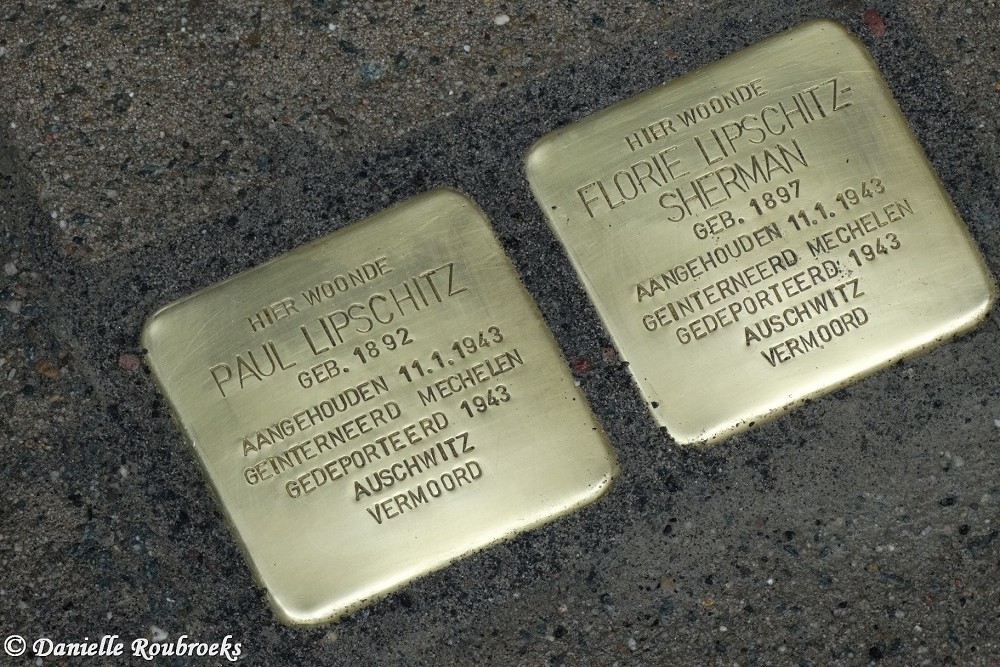 HIER WOONDE
PAUL LIPSCHITZ
GEB. 1892
AANGEHOUDEN 11.1.1943
GEINTERNEERD MECHELEN
GEDEPORTEERD 1943
AUSCHWITZ
VERMOORD
HIER WOONDE
FLORIE LIPSCHITZ-
SHERMAN
GEB. 1897
AANGEHOUDEN 11.1.1943
GEINTERNEERD MECHELEN
GEDEPORTEERD 1943
AUSCHWITZ
VERMOORD
© Danielle Roubroeks